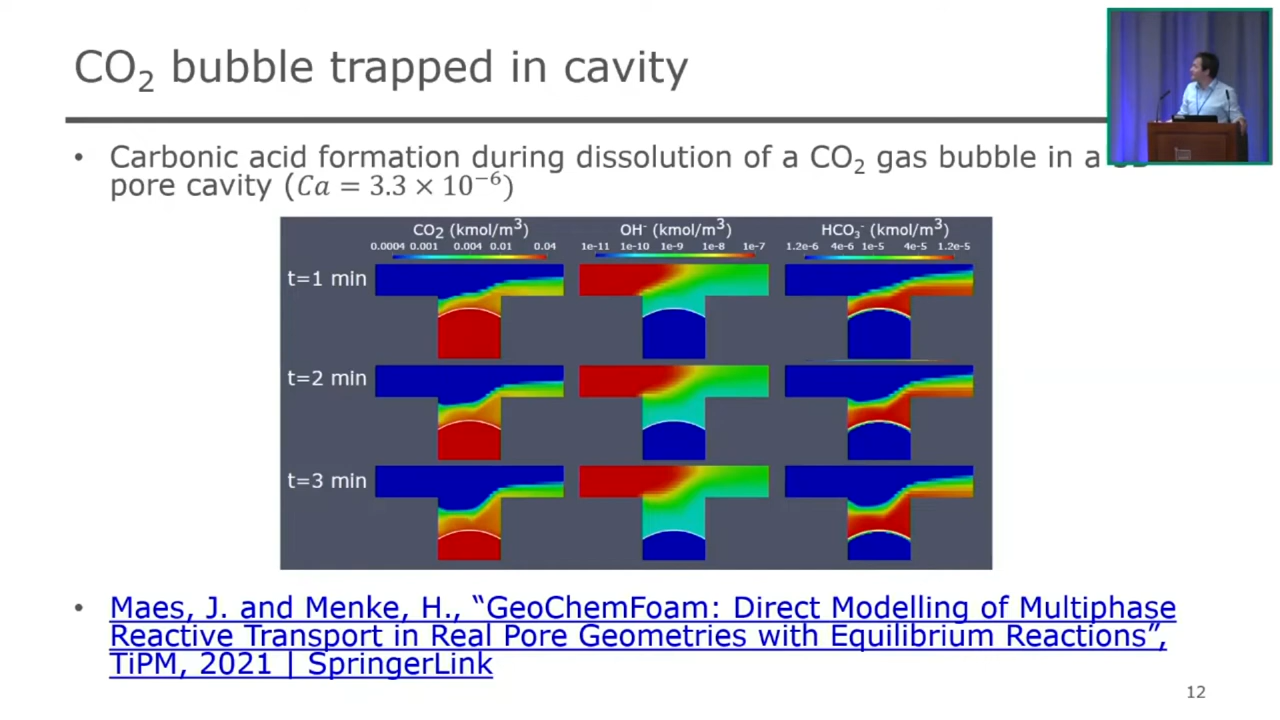 CO₂ bubble trapped in cavity
• Carbonic acid formation during dissolution of a CO₂ gas bubble in a
pore cavity (Ca = 3.3 × 10⁻⁶)
CO₂ (kmol/m³) OH⁻ (kmol/m³) HCO₃⁻ (kmol/m³)
0.0004 0.001 0.004 0.01 0.04 1e-11 1e-10 1e-9 1e-8 1e-7 1.2e-6 4e-6 1e-5 4e-5 1.2e-5
t=1 min
t=2 min
t=3 min
• Maes, J. and Menke, H., “GeoChemFoam: Direct Modelling of Multiphase
Reactive Transport in Real Pore Geometries with Equilibrium Reactions”,
TiPM, 2021 | SpringerLink
12